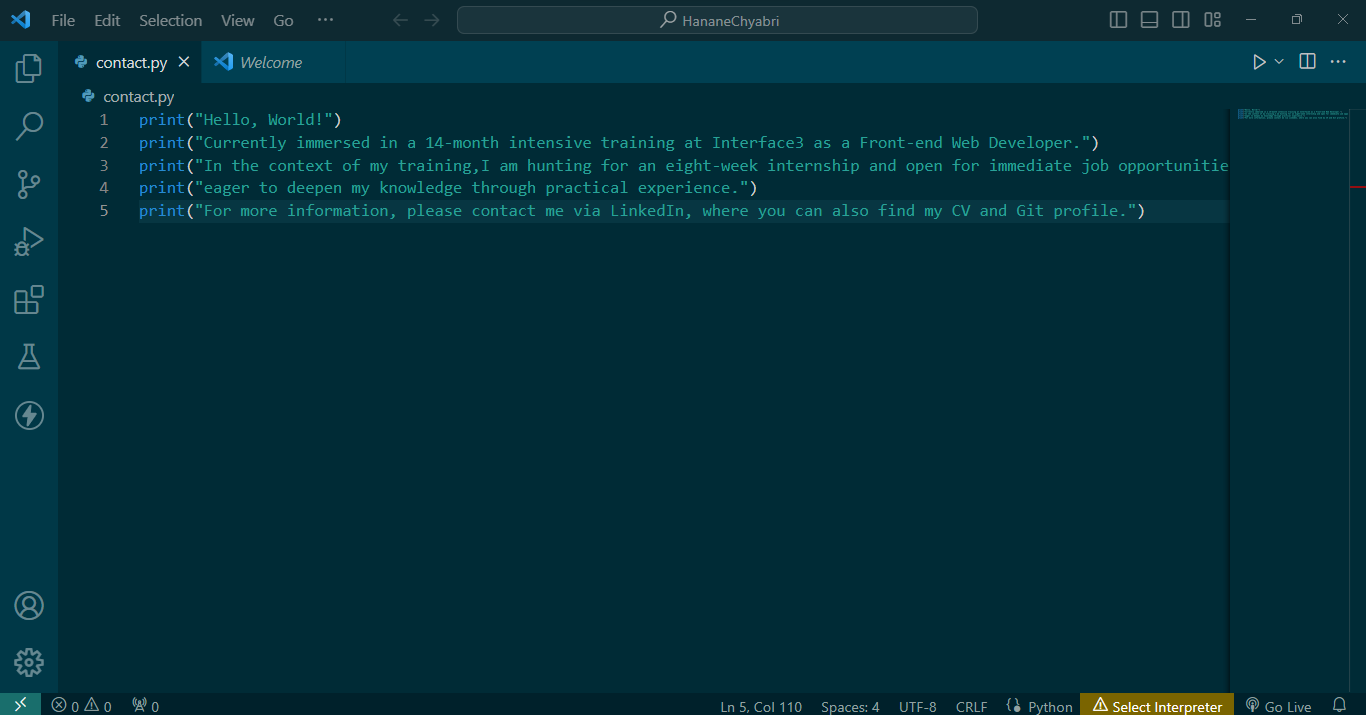 File Edit Selection View Go ··· HananeChyabri
contact.py Welcome
contact.py
1 print("Hello, World!")
2 print("Currently immersed in a 14-month intensive training at Interface3 as a Front-end Web Developer.")
3 print("In the context of my training,I am hunting for an eight-week internship and open for immediate job opportunitie
4 print("eager to deepen my knowledge through practical experience.")
5 print("For more information, please contact me via LinkedIn, where you can also find my CV and Git profile.")
0 0 0 Ln 5, Col 110 Spaces: 4 UTF-8 CRLF Python Select Interpreter Go Live